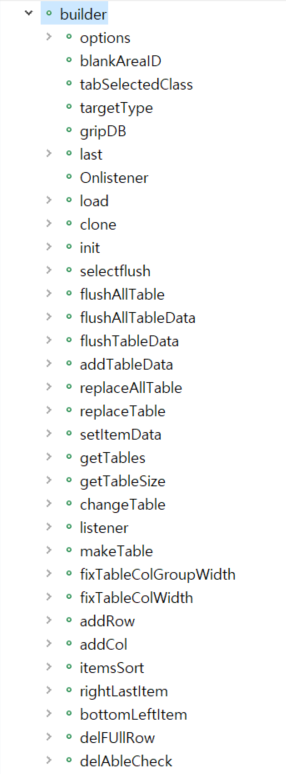 builder
options
blankAreaID
tabSelectedClass
targetType
gripDB
last
Onlistener
load
clone
init
selectflush
flushAllTable
flushAllTableData
flushTableData
addTableData
replaceAllTable
replaceTable
setItemData
getTables
getTableSize
changeTable
listener
makeTable
fixTableColGroupWidth
fixTableColWidth
addRow
addCol
itemsSort
rightLastItem
bottomLeftItem
delFUllRow
delAbleCheck